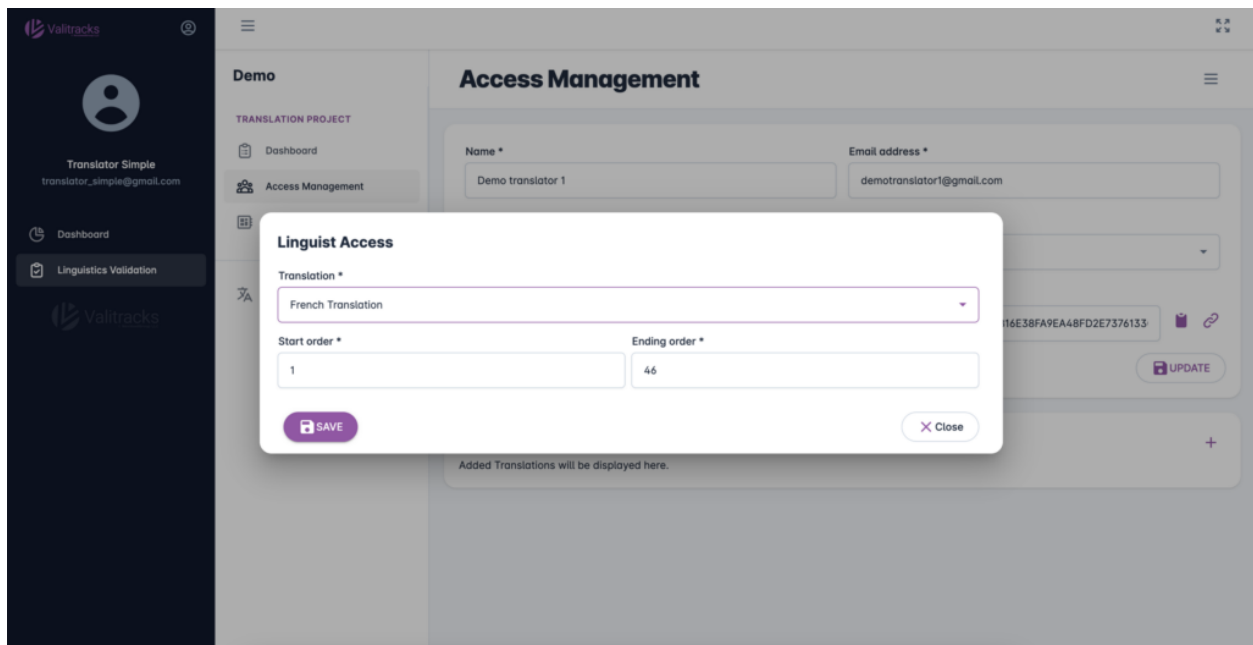 Valitracks
Translator Simple
translator_simple@gmail.com
Dashboard
Linguistics Validation
Valitracks
Demo
TRANSLATION PROJECT
Dashboard
Access Management
Access Management
Name *
Email address *
Demo translator 1
demotranslator1@gmail.com
Linguist Access
Translation *
French Translation
Start order *
Ending order *
1
46
SAVE
Close
16E38FA9EA48FD2E7376133
UPDATE
Added Translations will be displayed here.